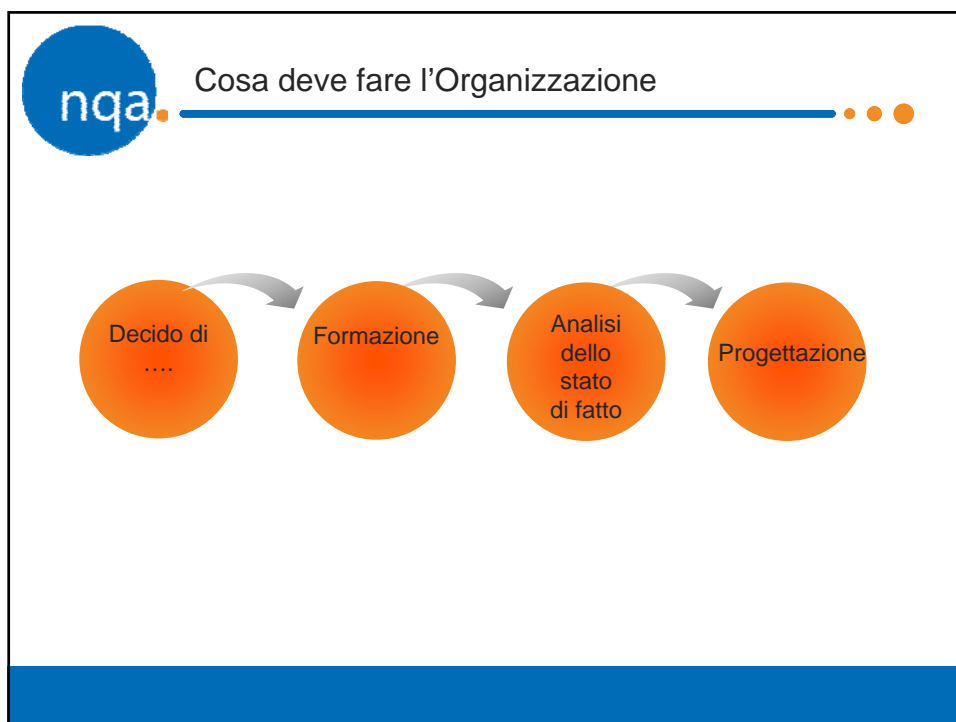 nqa.
Cosa deve fare l’Organizzazione
Decido di
….
Formazione
Analisi
dello
stato
di fatto
Progettazione